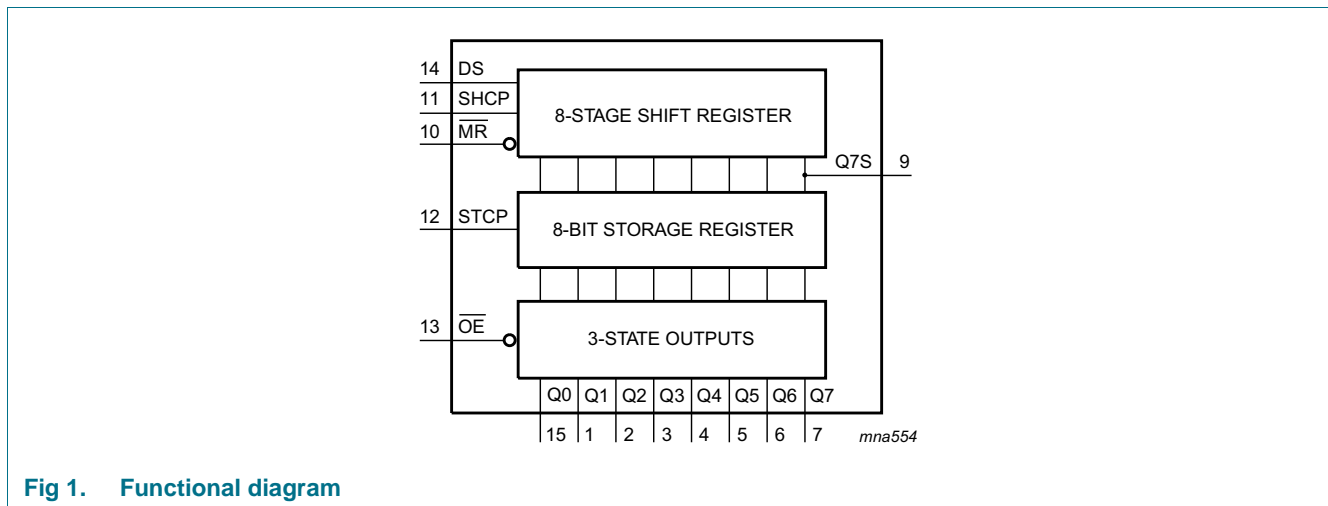 14 DS
11 SHCP
10 M̅R̅
8-STAGE SHIFT REGISTER
Q7S 9
12 STCP
8-BIT STORAGE REGISTER
13 O̅E̅
3-STATE OUTPUTS
Q0 Q1 Q2 Q3 Q4 Q5 Q6 Q7
15 1 2 3 4 5 6 7
mna554
Fig 1. Functional diagram